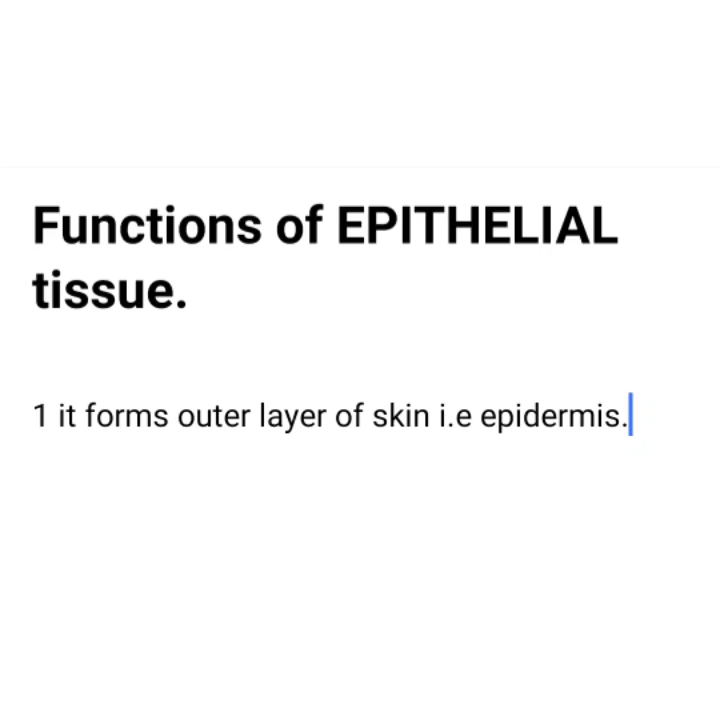 Functions of EPITHELIAL
tissue.
1 it forms outer layer of skin i.e epidermis.